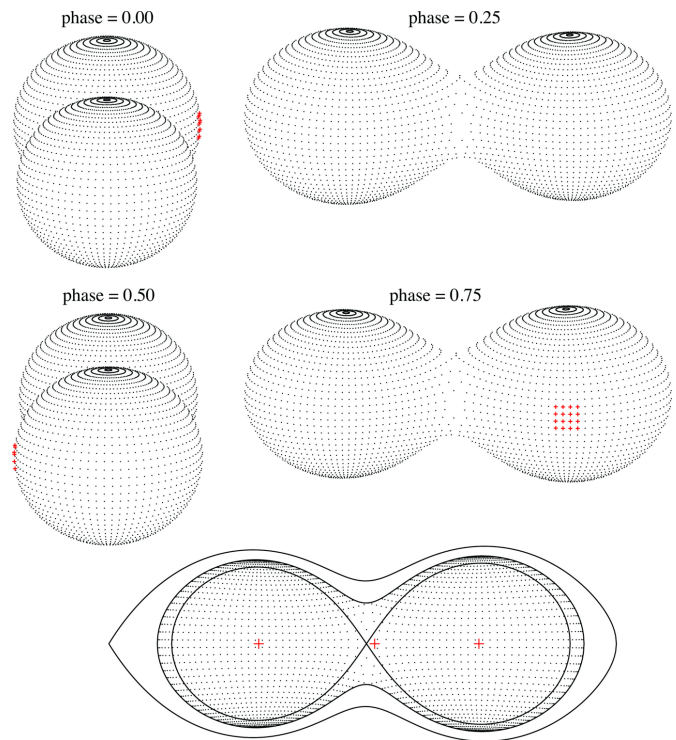 phase = 0.00
phase = 0.25
phase = 0.50
phase = 0.75